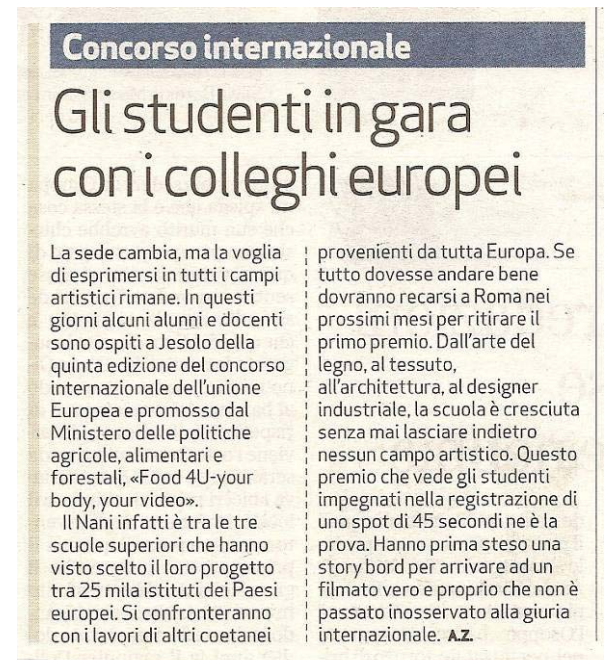 Concorso internazionale
Gli studenti in gara
con i colleghi europei
La sede cambia, ma la voglia
di esprimersi in tutti i campi
artistici rimane. In questi
giorni alcuni alunni e docenti
sono ospiti a Jesolo della
quinta edizione del concorso
internazionale dell'unione
Europea e promosso dal
Ministero delle politiche
agricole, alimentari e
forestali, «Food 4U-your
body, your video».
Il Nani infatti è tra le tre
scuole superiori che hanno
visto scelto il loro progetto
tra 25 mila istituti dei Paesi
europei. Si confronteranno
con i lavori di altri coetanei
provenienti da tutta Europa. Se
tutto dovesse andare bene
dovranno recarsi a Roma nei
prossimi mesi per ritirare il
primo premio. Dall'arte del
legno, al tessuto,
all'architettura, al designer
industriale, la scuola è cresciuta
senza mai lasciare indietro
nessun campo artistico. Questo
premio che vede gli studenti
impegnati nella registrazione di
uno spot di 45 secondi ne è la
prova. Hanno prima steso una
story bord per arrivare ad un
filmato vero e proprio che non è
passato inosservato alla giuria
internazionale. A.Z.